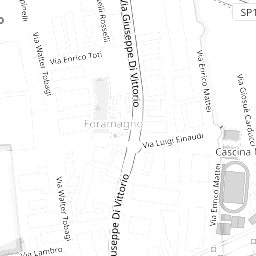 Rosselli
Via Giuseppe Di Vittorio
SP1
Via Walter Tobagi
Via Enrico Toti
Via Enrico Mattei
Via Giosuè Carducci
Foramagno
Via Luigi Einaudi
Cascina
Via Walter Tobagi
Giuseppe Di Vittorio
Via Enrico Mattei
Via Lambro